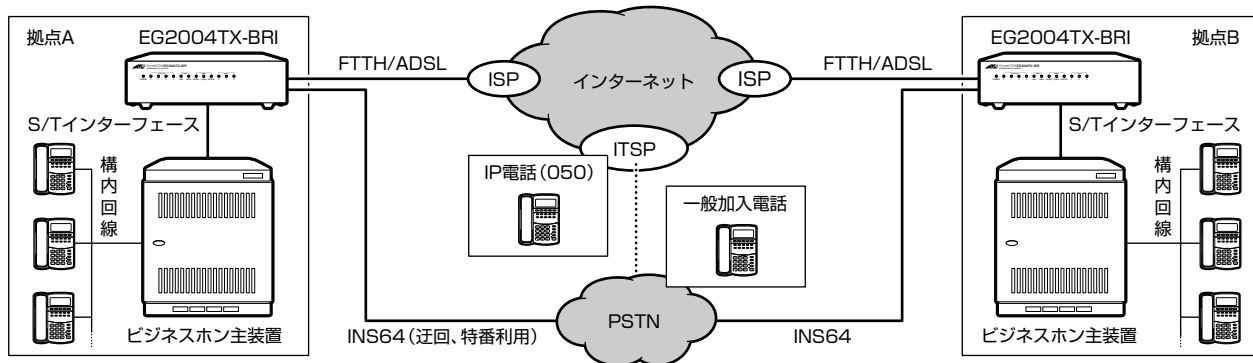 拠点A
EG2004TX-BRI
FTTH/ADSL
ISP
インターネット
ISP
FTTH/ADSL
EG2004TX-BRI
拠点B
S/Tインターフェース
ITSP
S/Tインターフェース
構内回線
IP電話(050)
一般加入電話
構内回線
PSTN
ビジネスホン主装置
INS64(迂回、特番利用)
INS64
ビジネスホン主装置